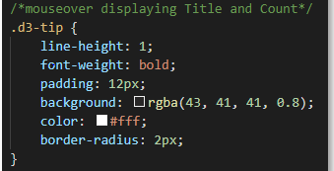 /*mouseover displaying Title and Count*/
.d3-tip {
    line-height: 1;
    font-weight: bold;
    padding: 12px;
    background: rgba(43, 41, 41, 0.8);
    color: #fff;
    border-radius: 2px;
}